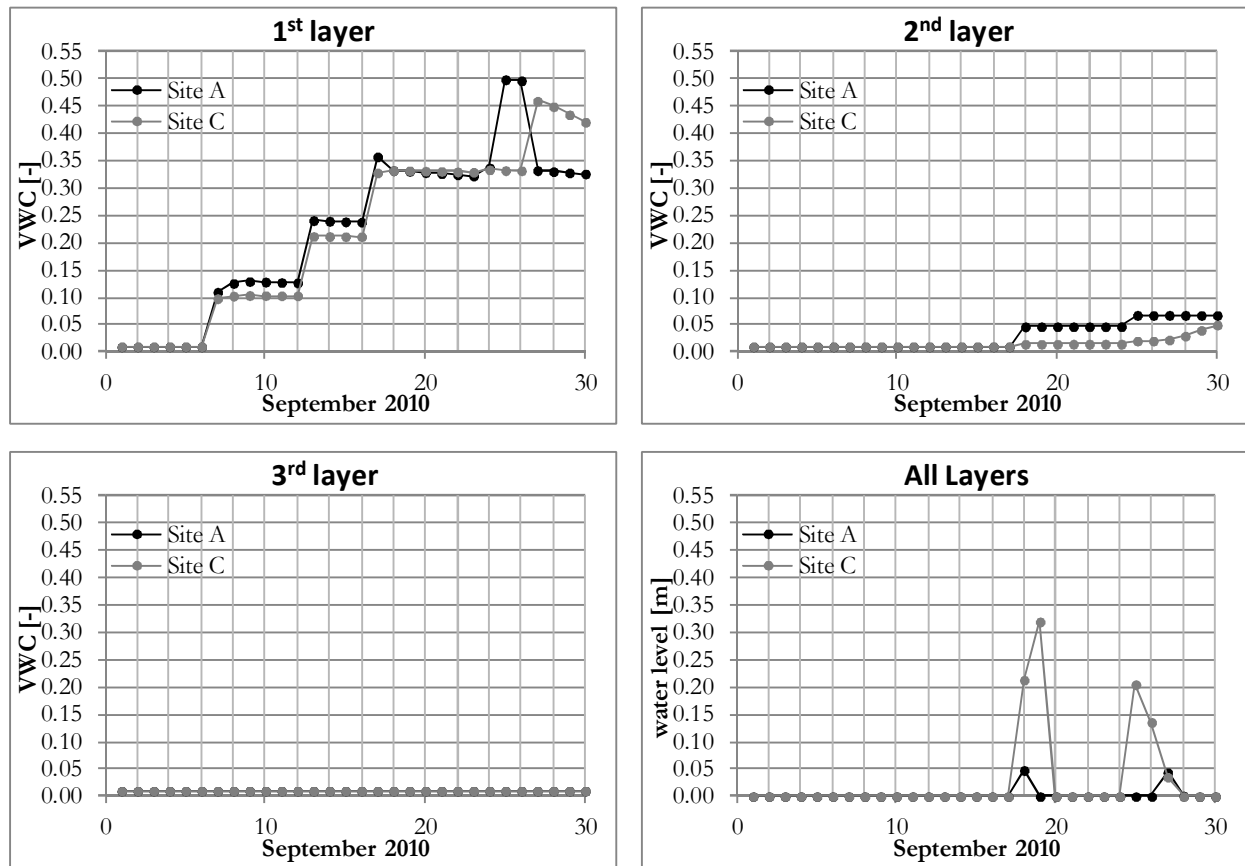 1st layer
0.55
0.50
0.45
0.40
0.35
0.30
0.25
0.20
0.15
0.10
0.05
0.00
VWC [-]
Site A
Site C
0 10 20 30
September 2010
2nd layer
0.55
0.50
0.45
0.40
0.35
0.30
0.25
0.20
0.15
0.10
0.05
0.00
VWC [-]
Site A
Site C
0 10 20 30
September 2010
3rd layer
0.55
0.50
0.45
0.40
0.35
0.30
0.25
0.20
0.15
0.10
0.05
0.00
VWC [-]
Site A
Site C
0 10 20 30
September 2010
All Layers
0.55
0.50
0.45
0.40
0.35
0.30
0.25
0.20
0.15
0.10
0.05
0.00
water level [m]
Site A
Site C
0 10 20 30
September 2010